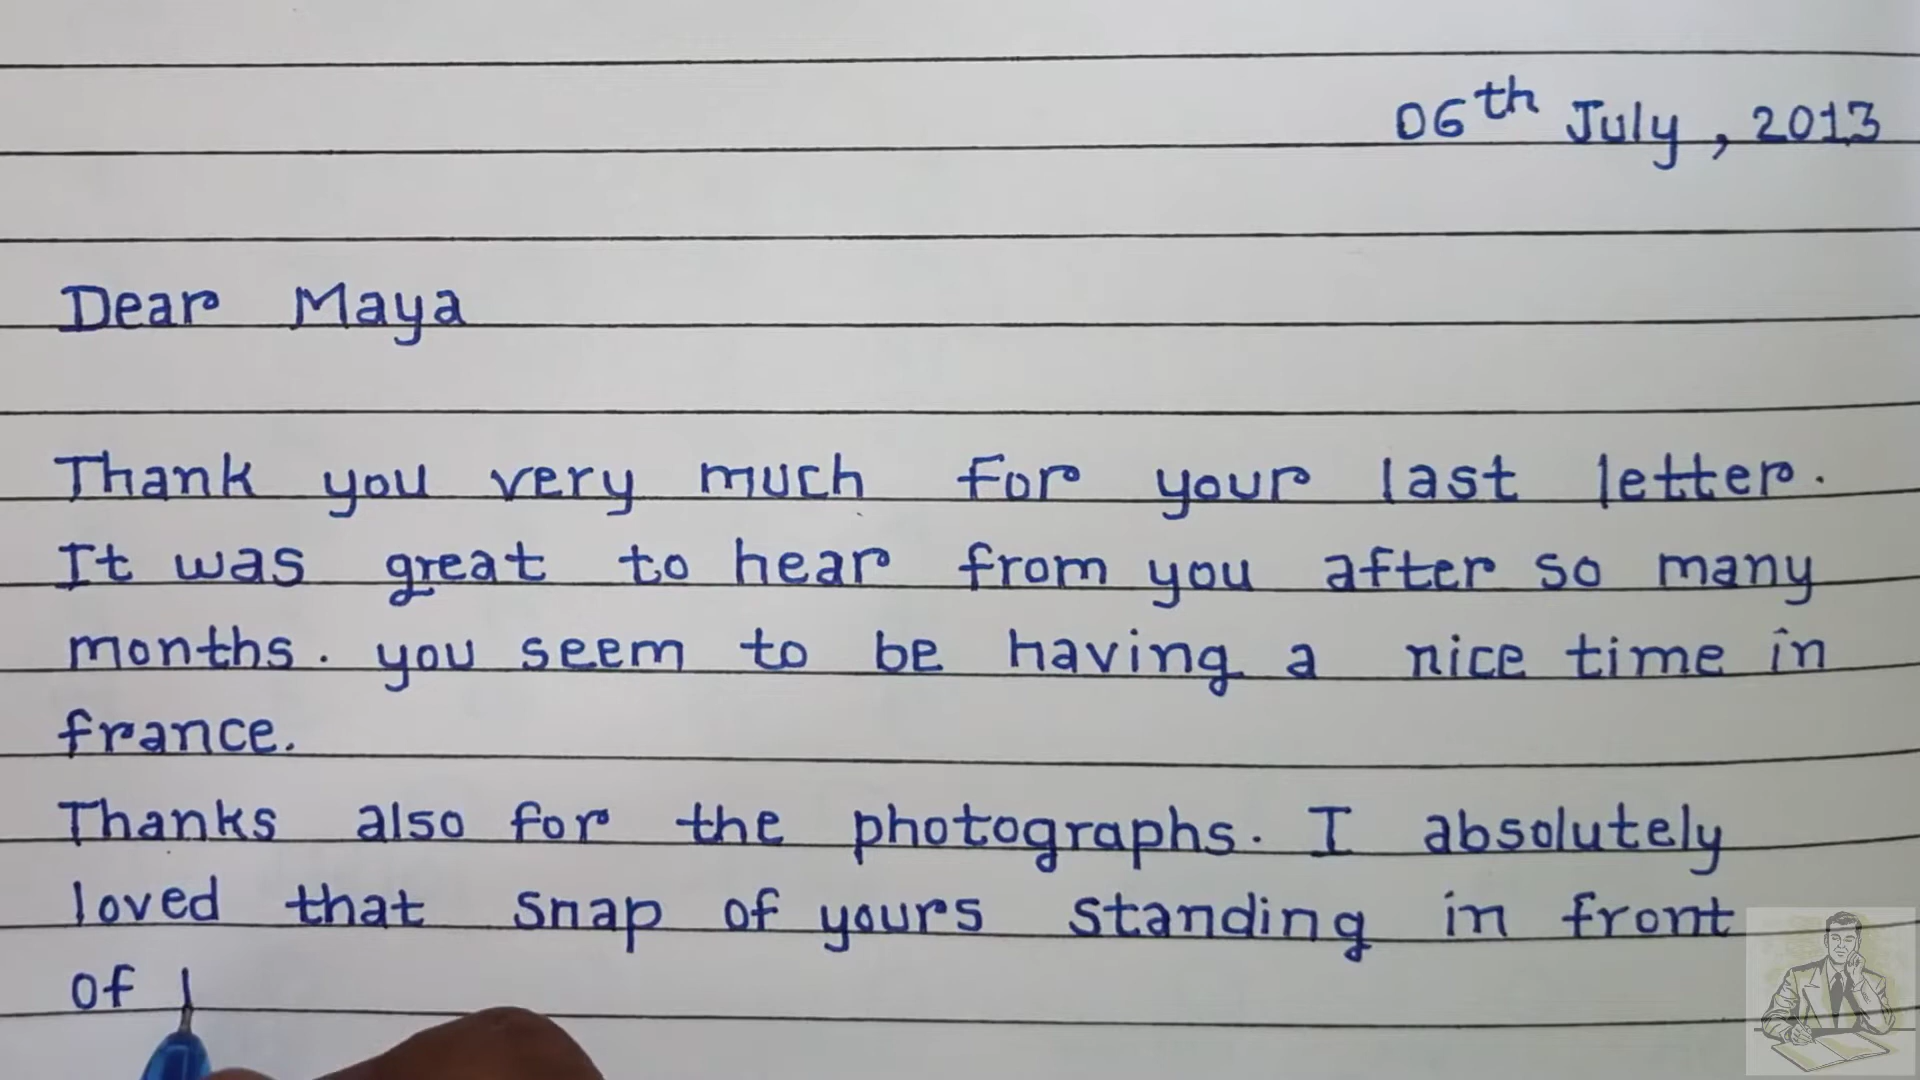 06th July, 2013
Dear Maya
Thank you very much for your last letter.
It was great to hear from you after so many
months. you seem to be having a nice time in
france.
Thanks also for the photographs. I absolutely
loved that snap of yours standing in front
of